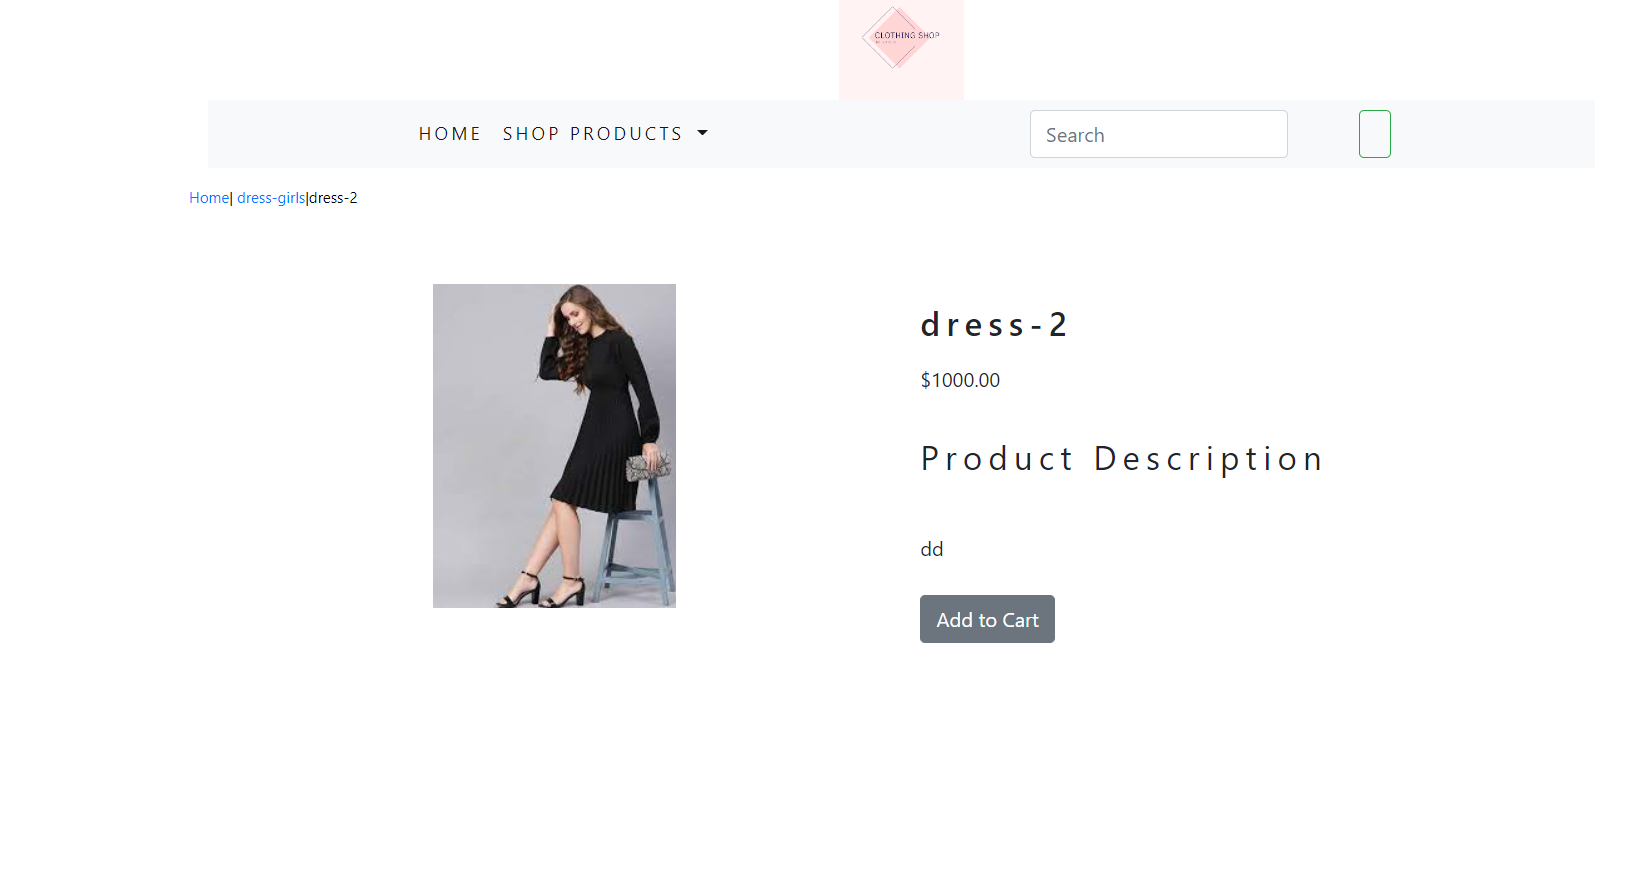 CLOTHING SHOP
HOME SHOP PRODUCTS
Search
Home| dress-girls|dress-2
dress-2
$1000.00
Product Description
dd
Add to Cart